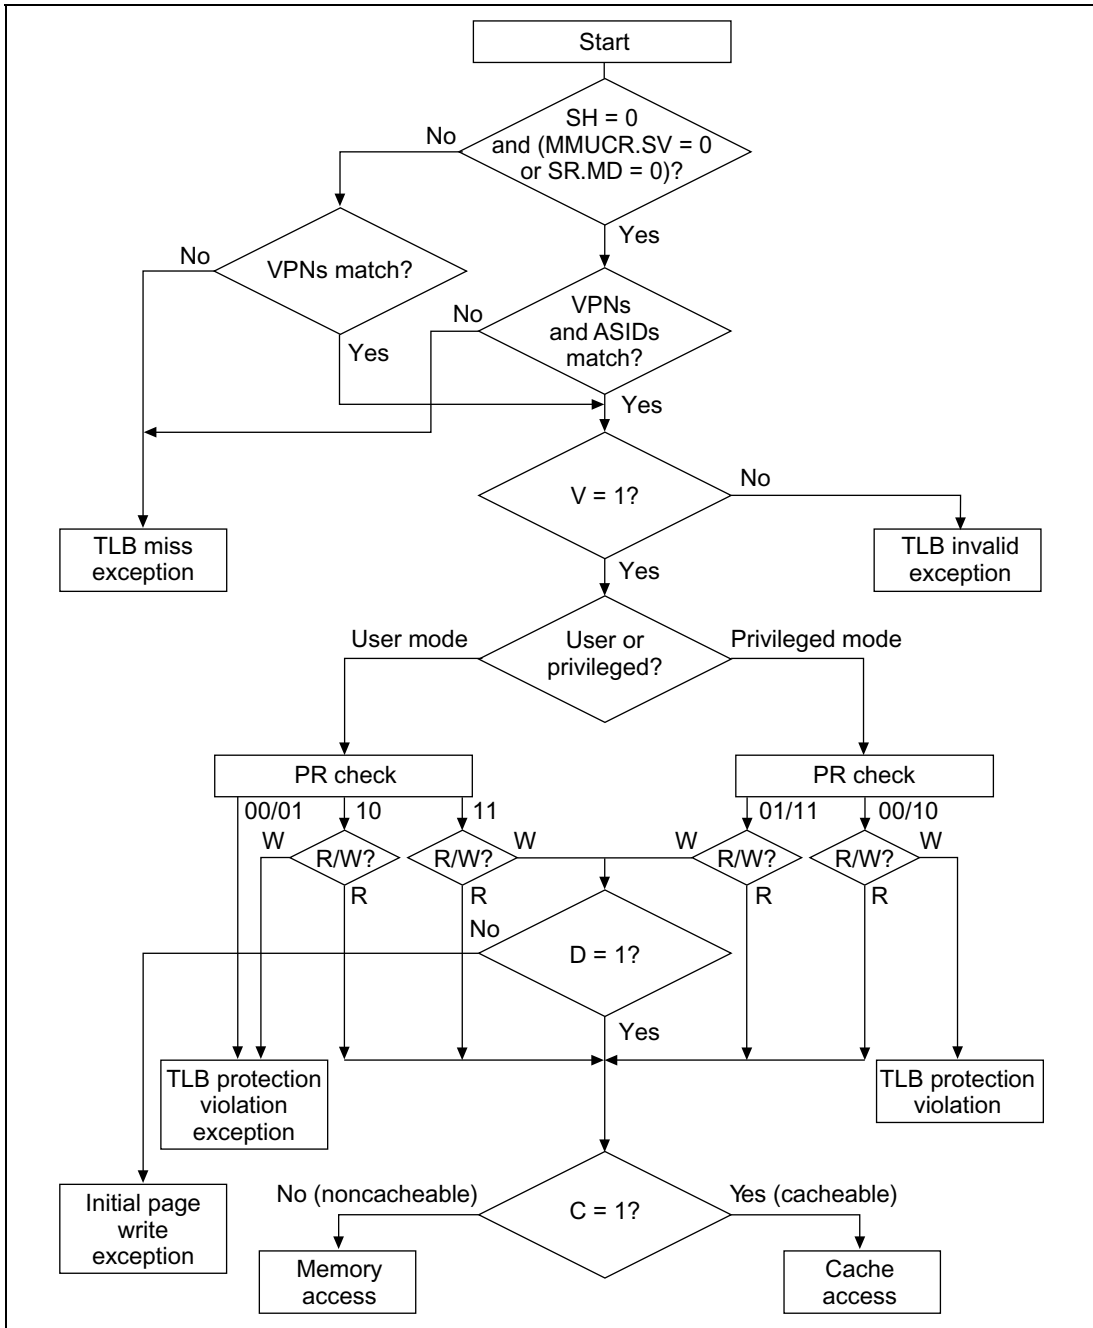 Start
SH = 0
and (MMUCR.SV = 0
or SR.MD = 0)?
No
Yes
VPNs match?
No
Yes
VPNs
and ASIDs
match?
No
Yes
V = 1?
No
Yes
TLB miss
exception
TLB invalid
exception
User or
privileged?
User mode
Privileged mode
PR check
PR check
00/01
10
11
01/11
00/10
W
R/W?
R/W?
W
W
R/W?
R/W?
W
R
R
R
R
No
D = 1?
Yes
TLB protection
violation
exception
TLB protection
violation
Initial page
write
exception
No (noncacheable)
C = 1?
Yes (cacheable)
Memory
access
Cache
access